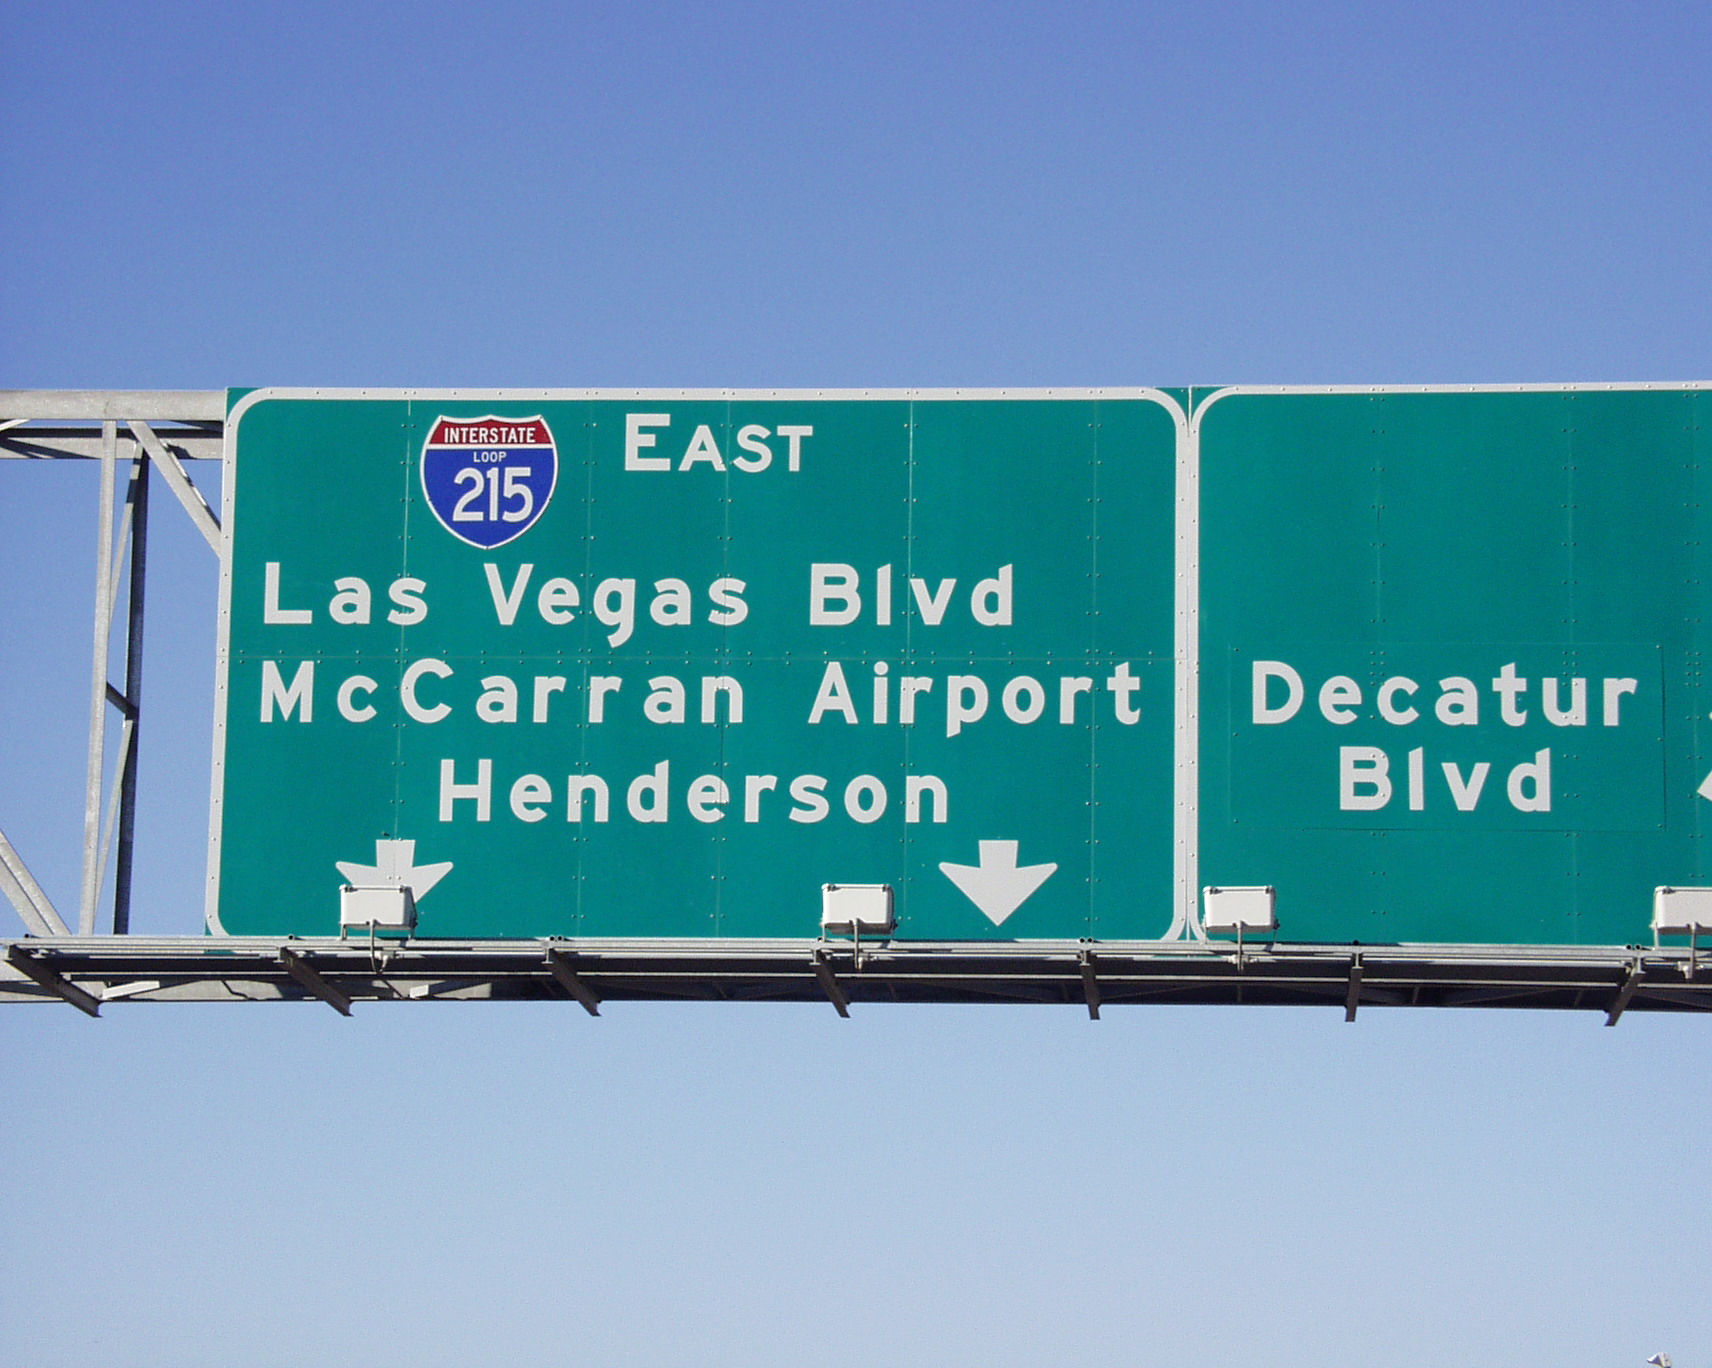 INTERSTATE
LOOP
215
EAST
Las Vegas Blvd
McCarran Airport
Henderson
Decatur
Blvd